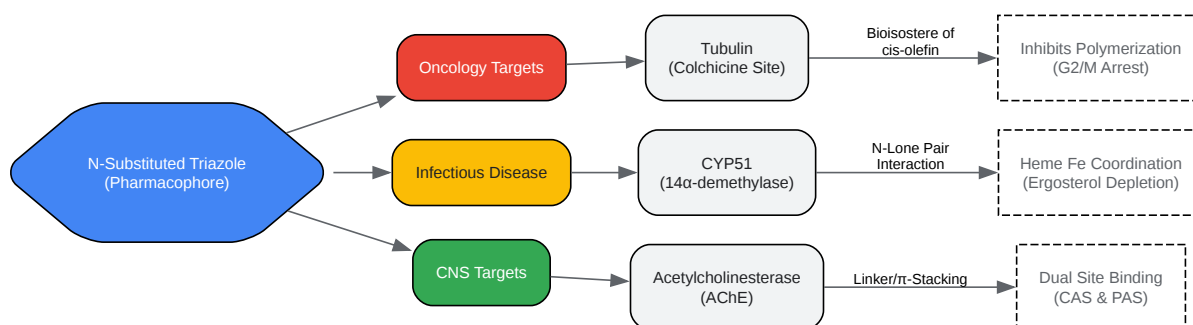 N-Substituted Triazole
(Pharmacophore)
Oncology Targets
Tubulin
(Colchicine Site)
Bioisostere of
cis-olefin
Inhibits Polymerization
(G2/M Arrest)
Infectious Disease
CYP51
(14α-demethylase)
N-Lone Pair
Interaction
Heme Fe Coordination
(Ergosterol Depletion)
CNS Targets
Acetylcholinesterase
(AChE)
Linker/π-Stacking
Dual Site Binding
(CAS & PAS)